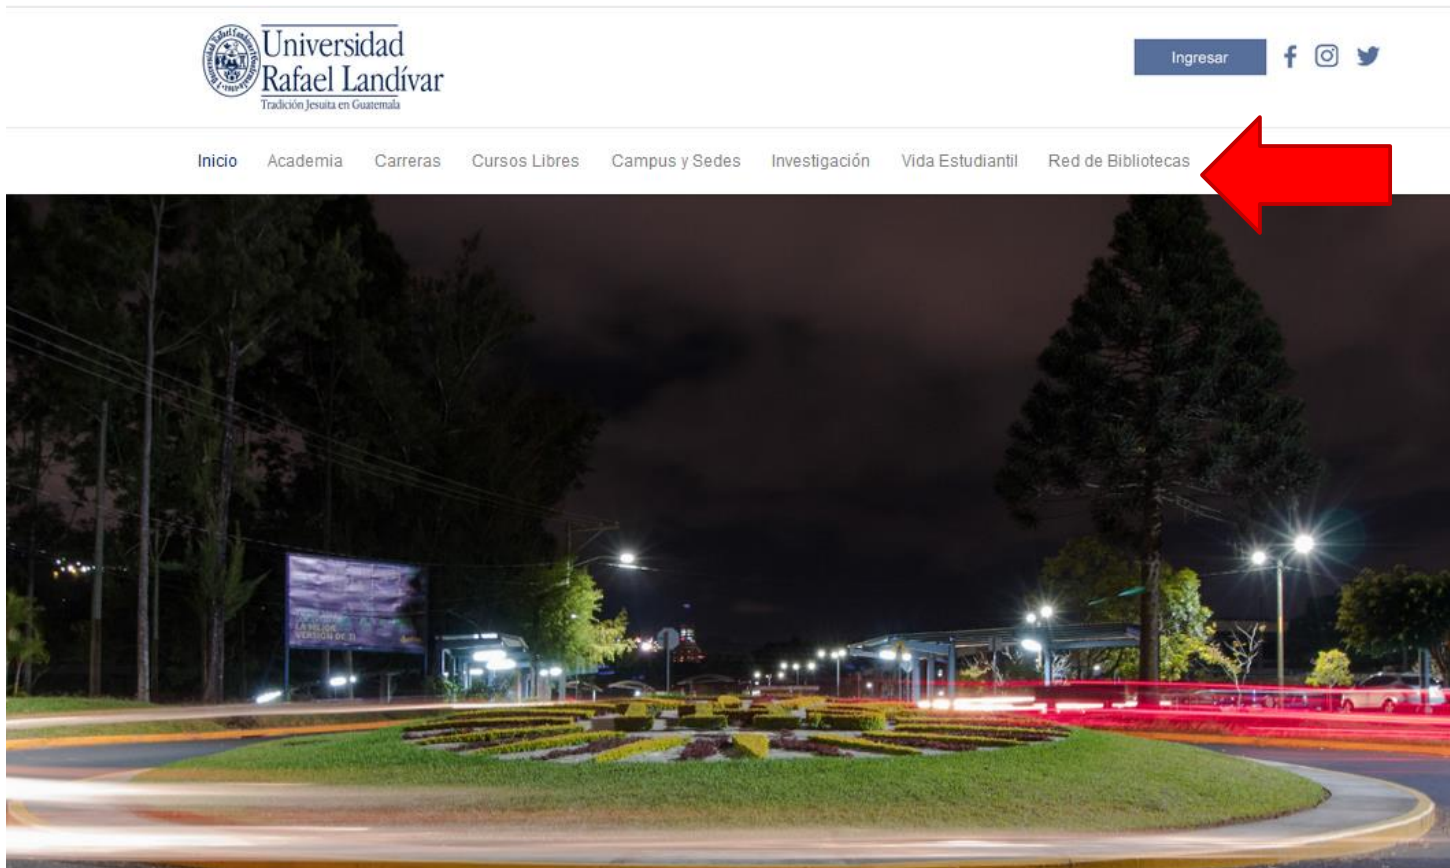 Universidad
Rafael Landívar
Tradición Jesuita en Guatemala
Ingresar
Inicio Academia Carreras Cursos Libres Campus y Sedes Investigación Vida Estudiantil Red de Bibliotecas
LA MEJOR
VERSIÓN DE TI